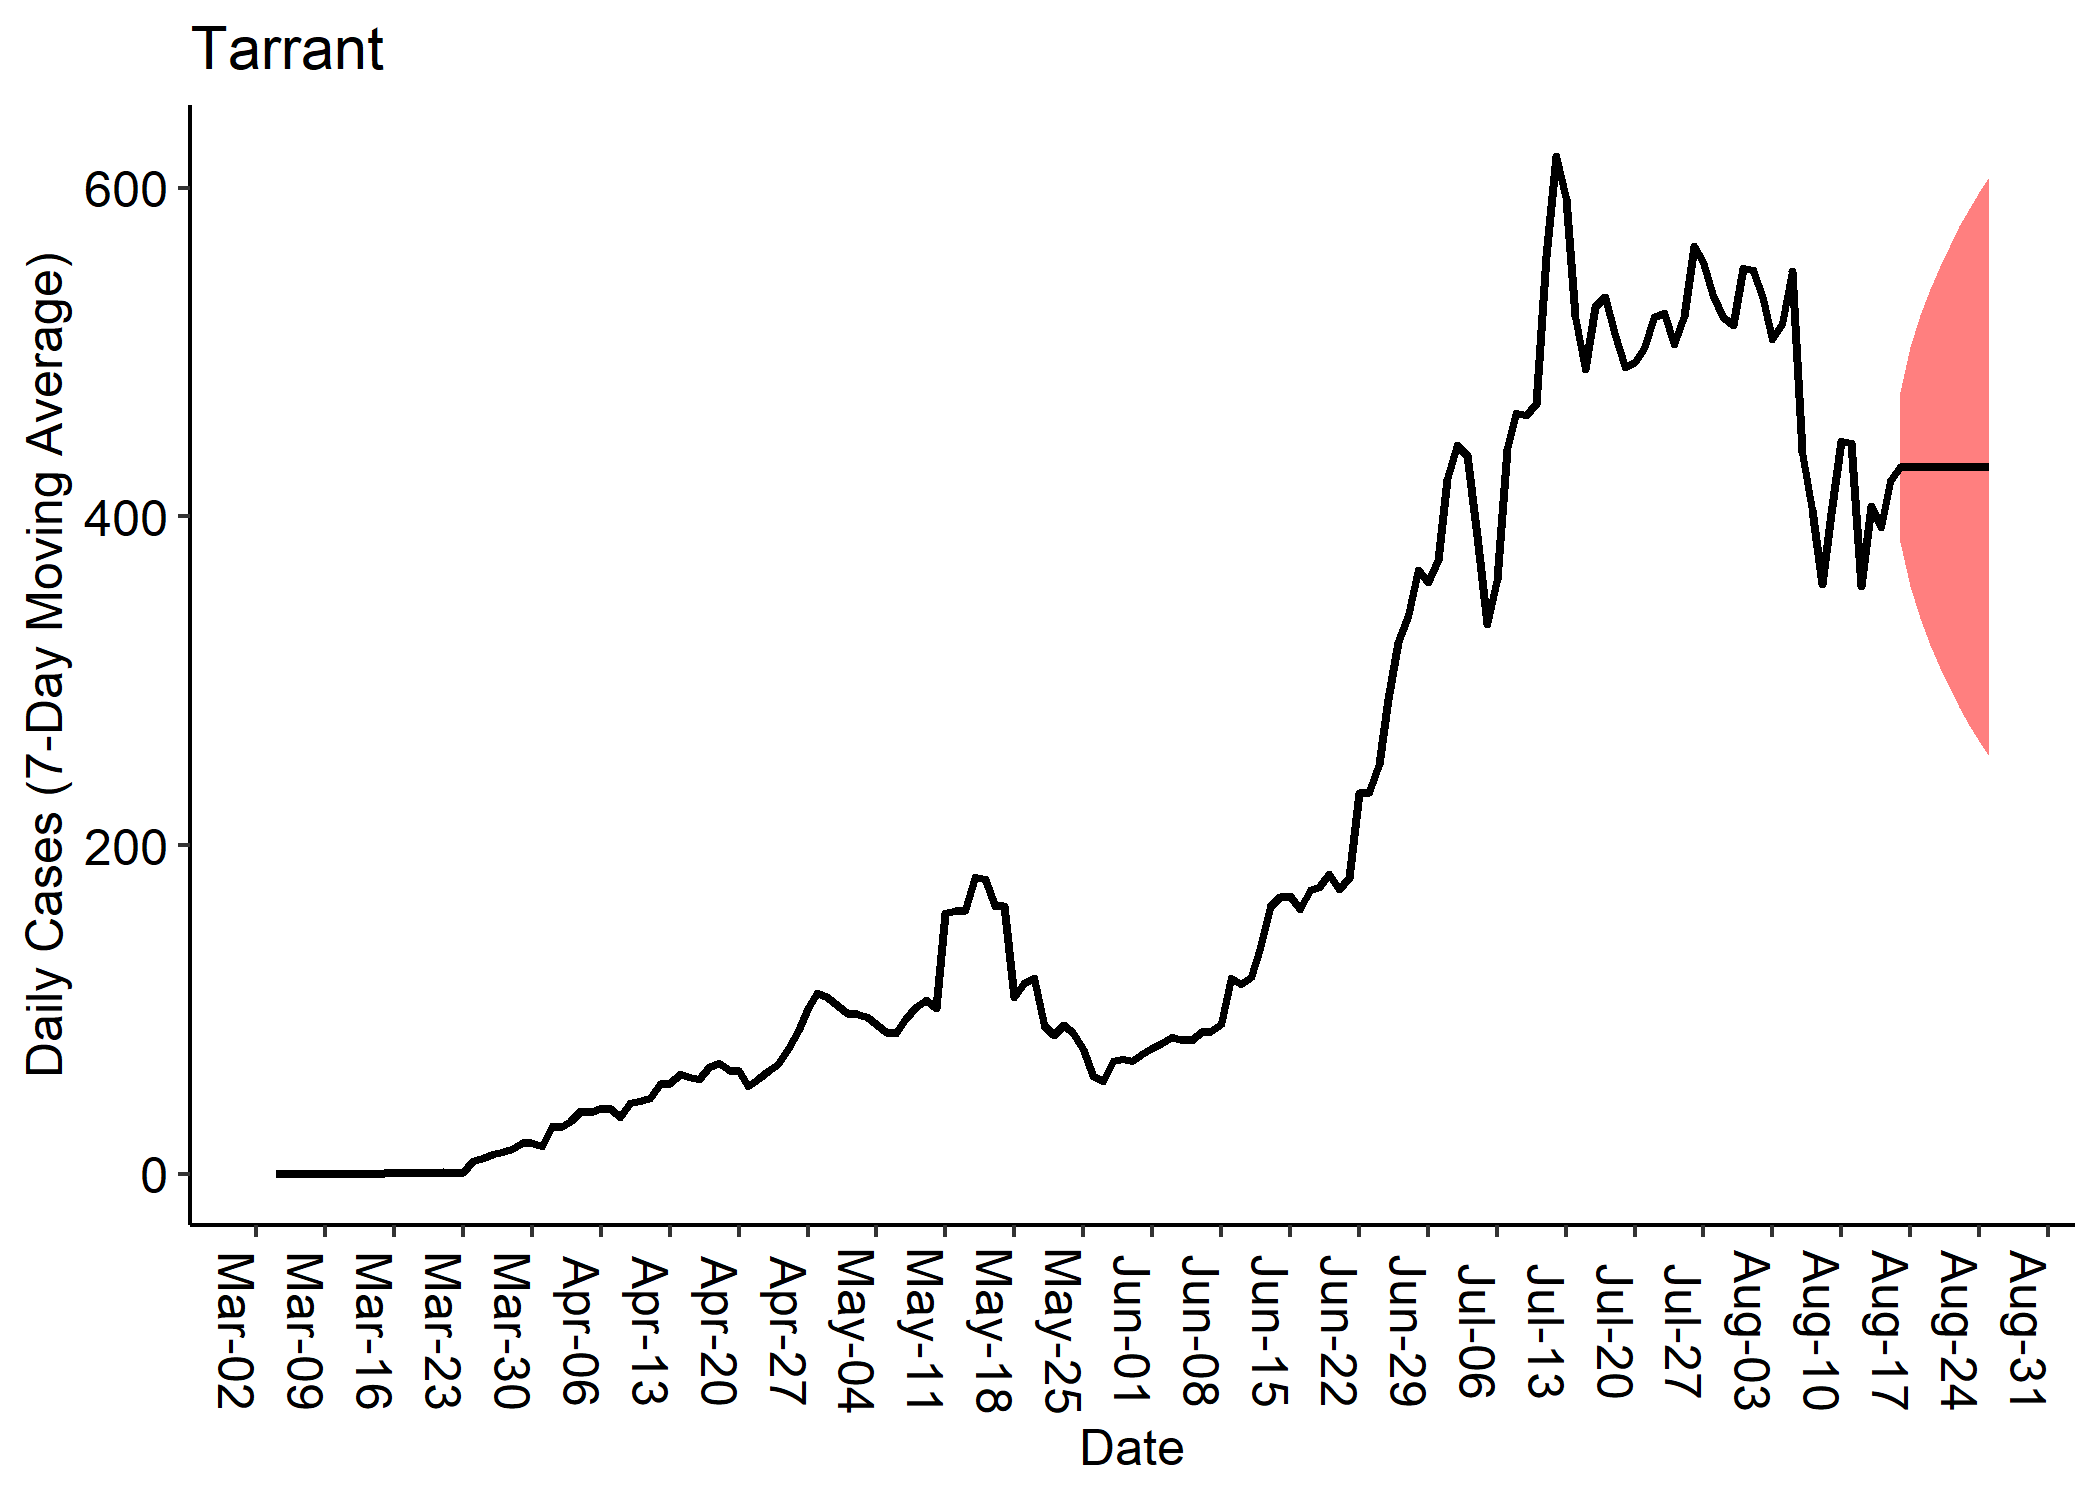 Tarrant
Daily Cases (7-Day Moving Average)
600
400
200
0
Mar-02
Mar-09
Mar-16
Mar-23
Mar-30
Apr-06
Apr-13
Apr-20
Apr-27
May-04
May-11
May-18
May-25
Jun-01
Jun-08
Jun-15
Jun-22
Jun-29
Jul-06
Jul-13
Jul-20
Jul-27
Aug-03
Aug-10
Aug-17
Aug-24
Aug-31
Date